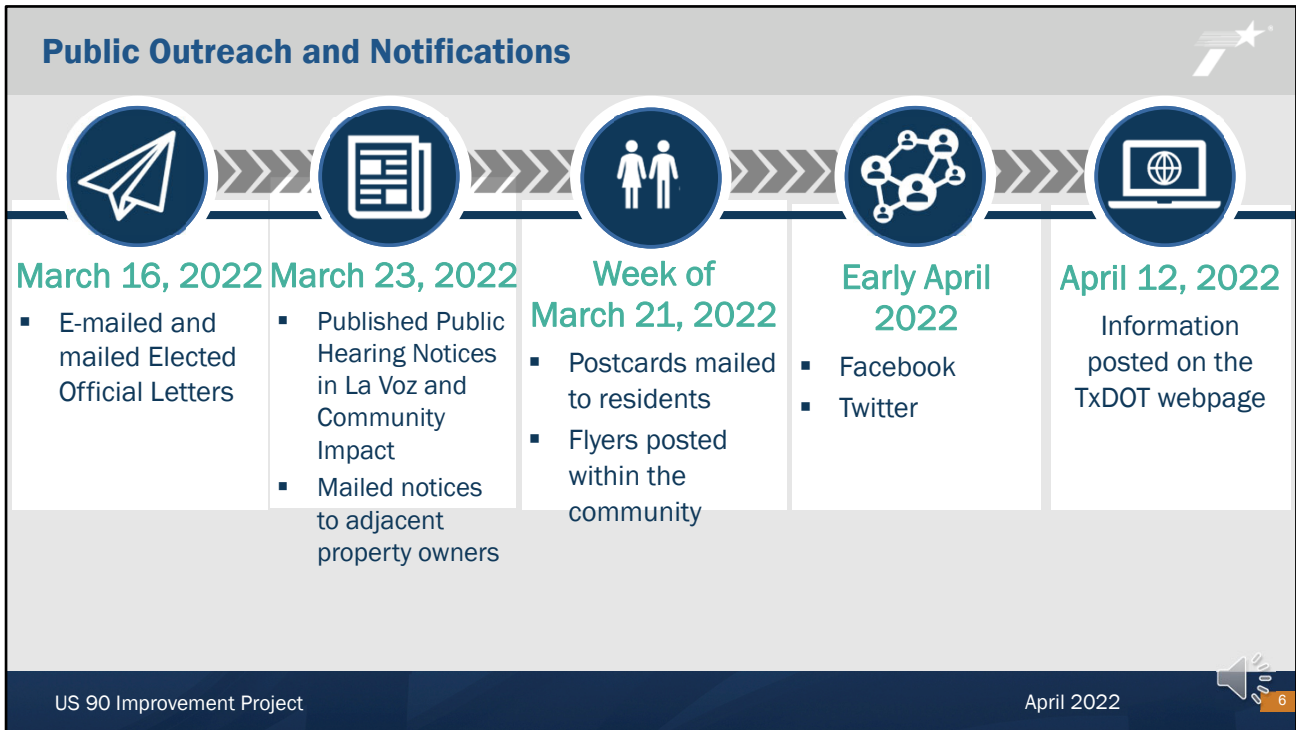 Public Outreach and Notifications
March 16, 2022
▪ E-mailed and
mailed Elected
Official Letters
March 23, 2022
▪ Published Public
Hearing Notices
in La Voz and
Community
Impact
▪ Mailed notices
to adjacent
property owners
Week of
March 21, 2022
▪ Postcards mailed
to residents
▪ Flyers posted
within the
community
Early April
2022
▪ Facebook
▪ Twitter
April 12, 2022
Information
posted on the
TxDOT webpage
US 90 Improvement Project
April 2022
6